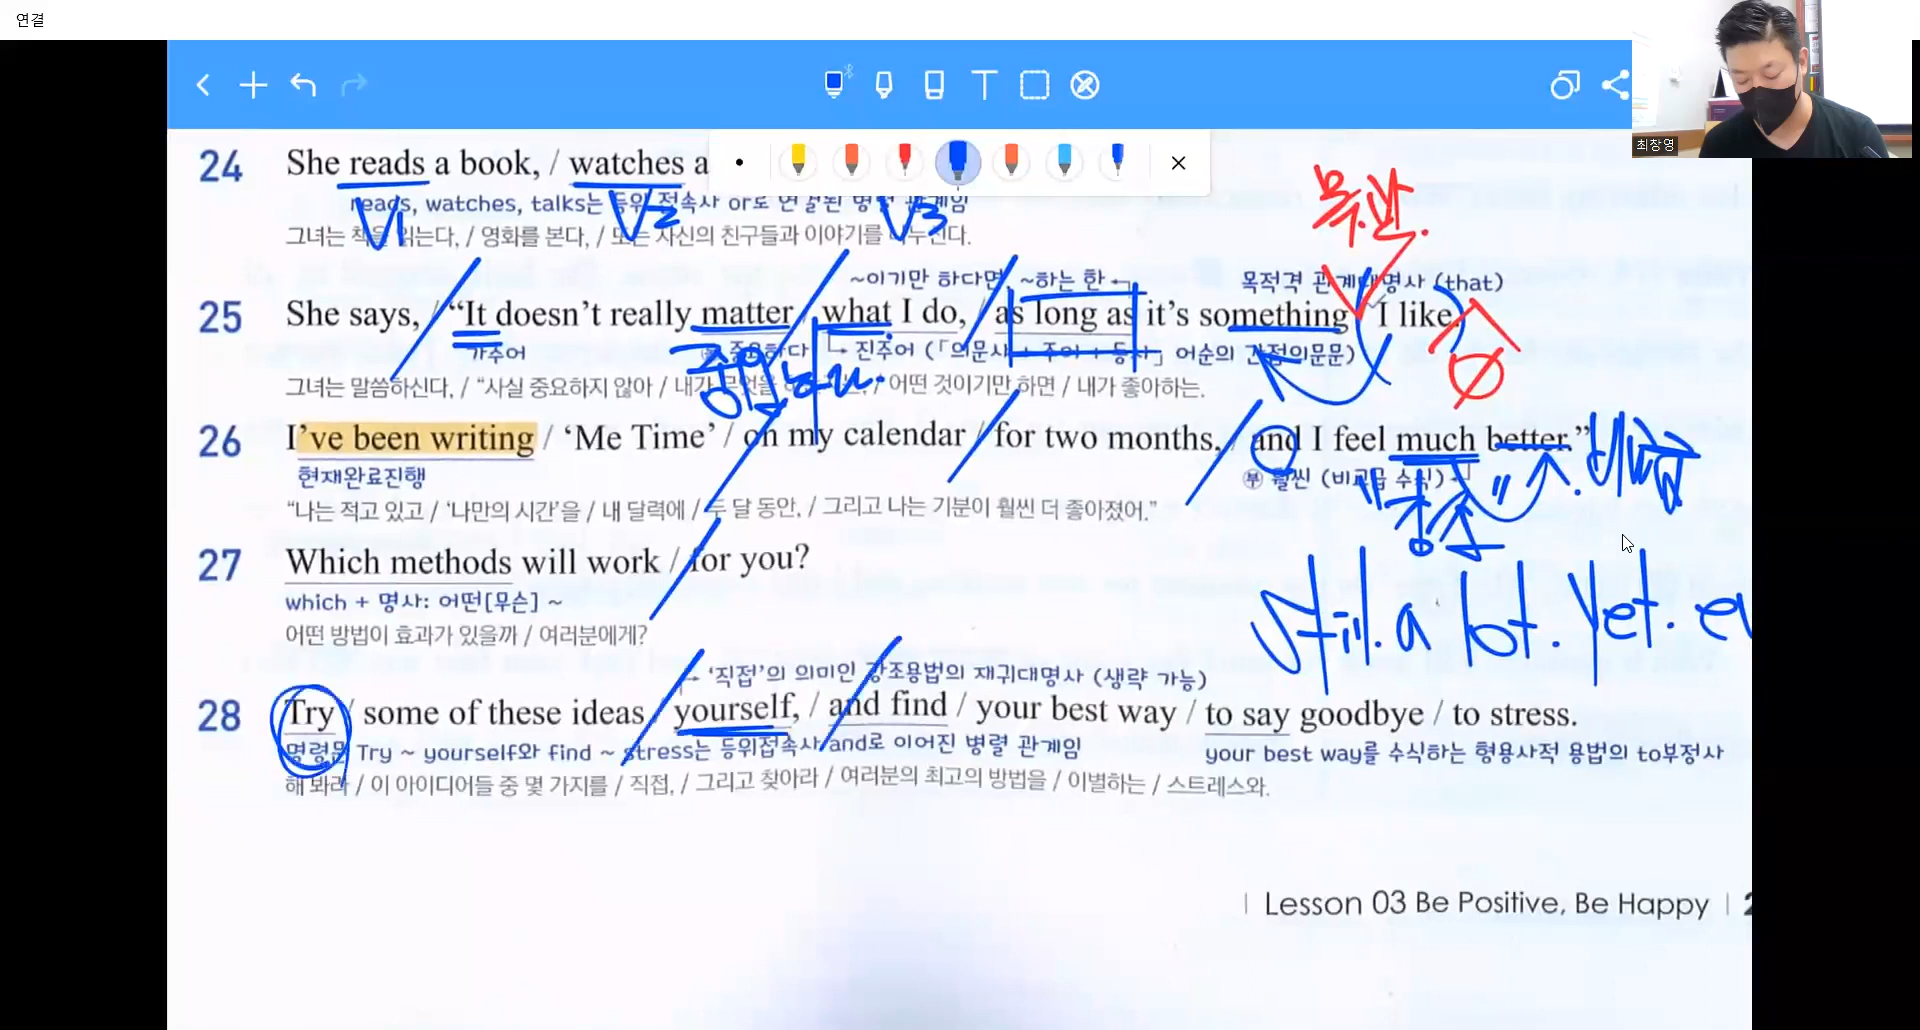 연결
최창영
24 She reads a book, / watches a
reads, watches, talks는 등위 접속사 or로 연결된 병렬 관계임
V1 V2 V3
그녀는 책을 읽는다, / 영화를 본다, / 또는 자신의 친구들과 이야기를 나눈다.
목.관.
~이기만 하다면, ~하는 한 목적격 관계대명사 (that)
25 She says, / “It doesn’t really matter / what I do, / as long as it’s something I like.
가주어 중요하다 진주어 (「의문사 + 주어 + 동사」 어순의 간접의문문)
그녀는 말씀하신다, / “사실 중요하지 않아 / 내가 무엇을 / 어떤 것이기만 하면 / 내가 좋아하는.
26 I’ve been writing / ‘Me Time’ / on my calendar / for two months, / and I feel much better.”
현재완료진행 ㉿ 훨씬 (비교급 수식)
비교급
“강조”
“나는 적고 있고 / ‘나만의 시간’을 / 내 달력에 / 두 달 동안, / 그리고 나는 기분이 훨씬 더 좋아졌어.”
27 Which methods will work / for you?
which + 명사: 어떤[무슨] ~
still. a lot. yet. ev
어떤 방법이 효과가 있을까 / 여러분에게?
‘직접’의 의미인 강조용법의 재귀대명사 (생략 가능)
28 Try / some of these ideas / yourself, / and find / your best way / to say goodbye / to stress.
명령문 Try ~ yourself와 find ~ stress는 등위접속사 and로 이어진 병렬 관계임 your best way를 수식하는 형용사적 용법의 to부정사
해 봐라 / 이 아이디어들 중 몇 가지를 / 직접, / 그리고 찾아라 / 여러분의 최고의 방법을 / 이별하는 / 스트레스와.
Lesson 03 Be Positive, Be Happy